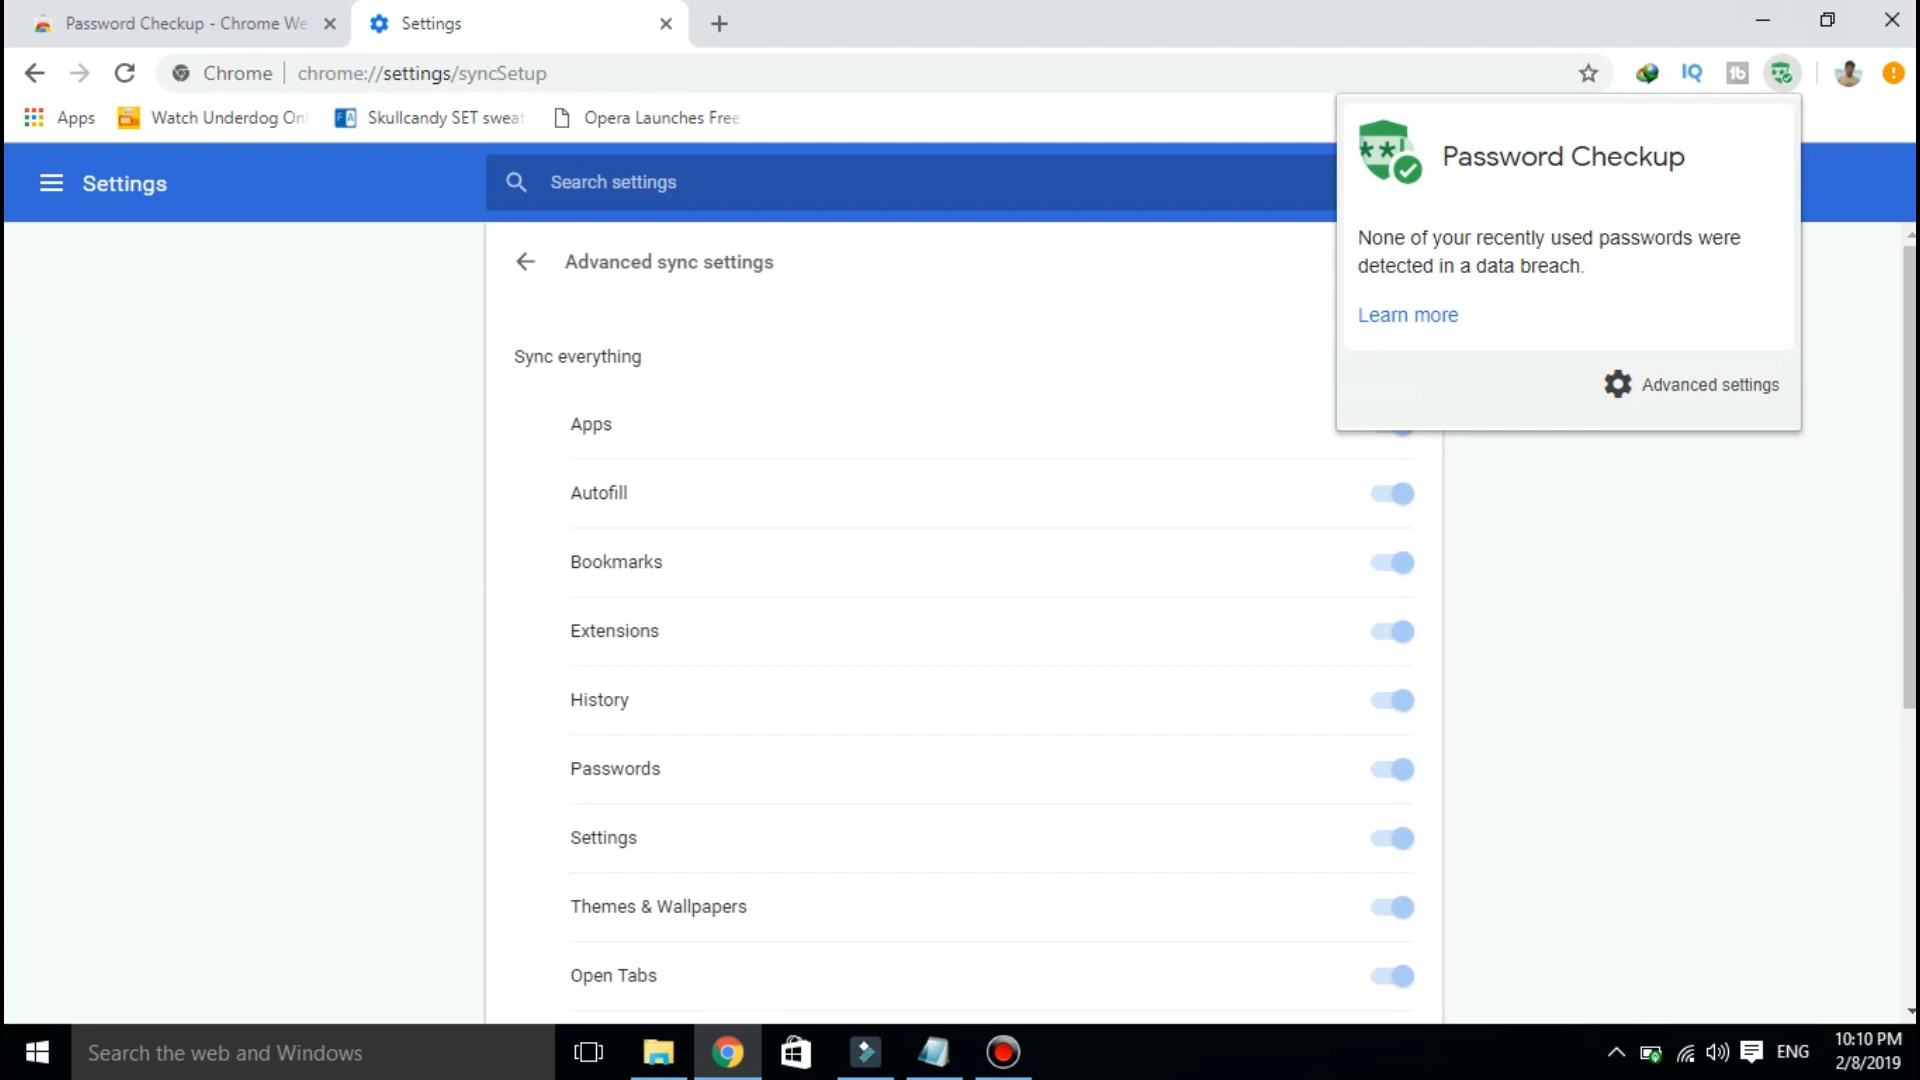 Password Checkup - Chrome We
Settings
Chrome
chrome://settings/syncSetup
IQ
tb
Apps
Watch Underdog Onl
Skullcandy SET sweat
Opera Launches Free
Settings
Search settings
**
Password Checkup
None of your recently used passwords were
detected in a data breach.
Learn more
Advanced settings
Advanced sync settings
Sync everything
Apps
Autofill
Bookmarks
Extensions
History
Passwords
Settings
Themes & Wallpapers
Open Tabs
Search the web and Windows
ENG
10:10 PM
2/8/2019